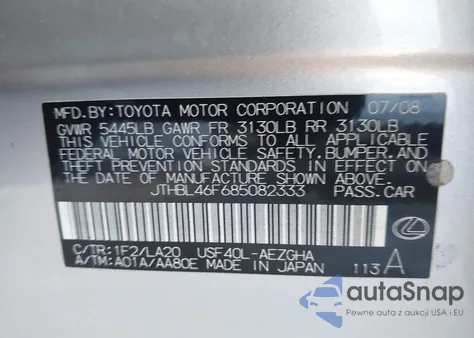 MFD.BY: TOYOTA MOTOR CORPORATION 07/08
GVWR 5445LB GAWR FR 3130LB RR 3130LB
THIS VEHICLE CONFORMS TO ALL APPLICABLE
FEDERAL MOTOR VEHICLE SAFETY,BUMPER,AND
THEFT PREVENTION STANDARDS IN EFFECT ON
THE DATE OF MANUFACTURE SHOWN ABOVE.
JTHBL46F685082333 PASS.CAR
C/TR:1F2/LA20 USF40L-AEZGHA
A/TM:A01A/AA80E MADE IN JAPAN 113A
autoSnap
Pewne auta z aukcji USA i EU